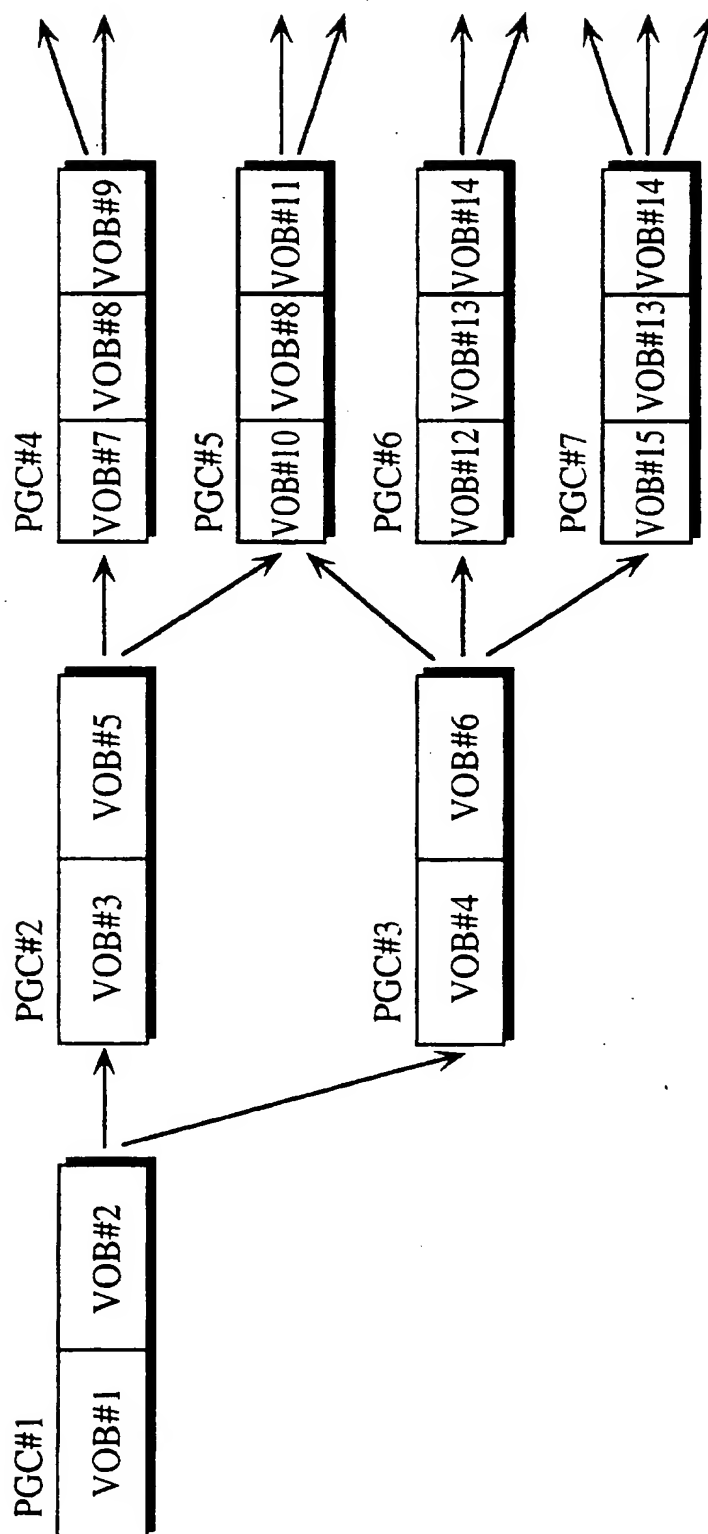 PGC#1
VOB#1 VOB#2
PGC#2
VOB#3 VOB#5
PGC#3
VOB#4 VOB#6
PGC#4
VOB#7 VOB#8 VOB#9
PGC#5
VOB#10 VOB#8 VOB#11
PGC#6
VOB#12 VOB#13 VOB#14
PGC#7
VOB#15 VOB#13 VOB#14